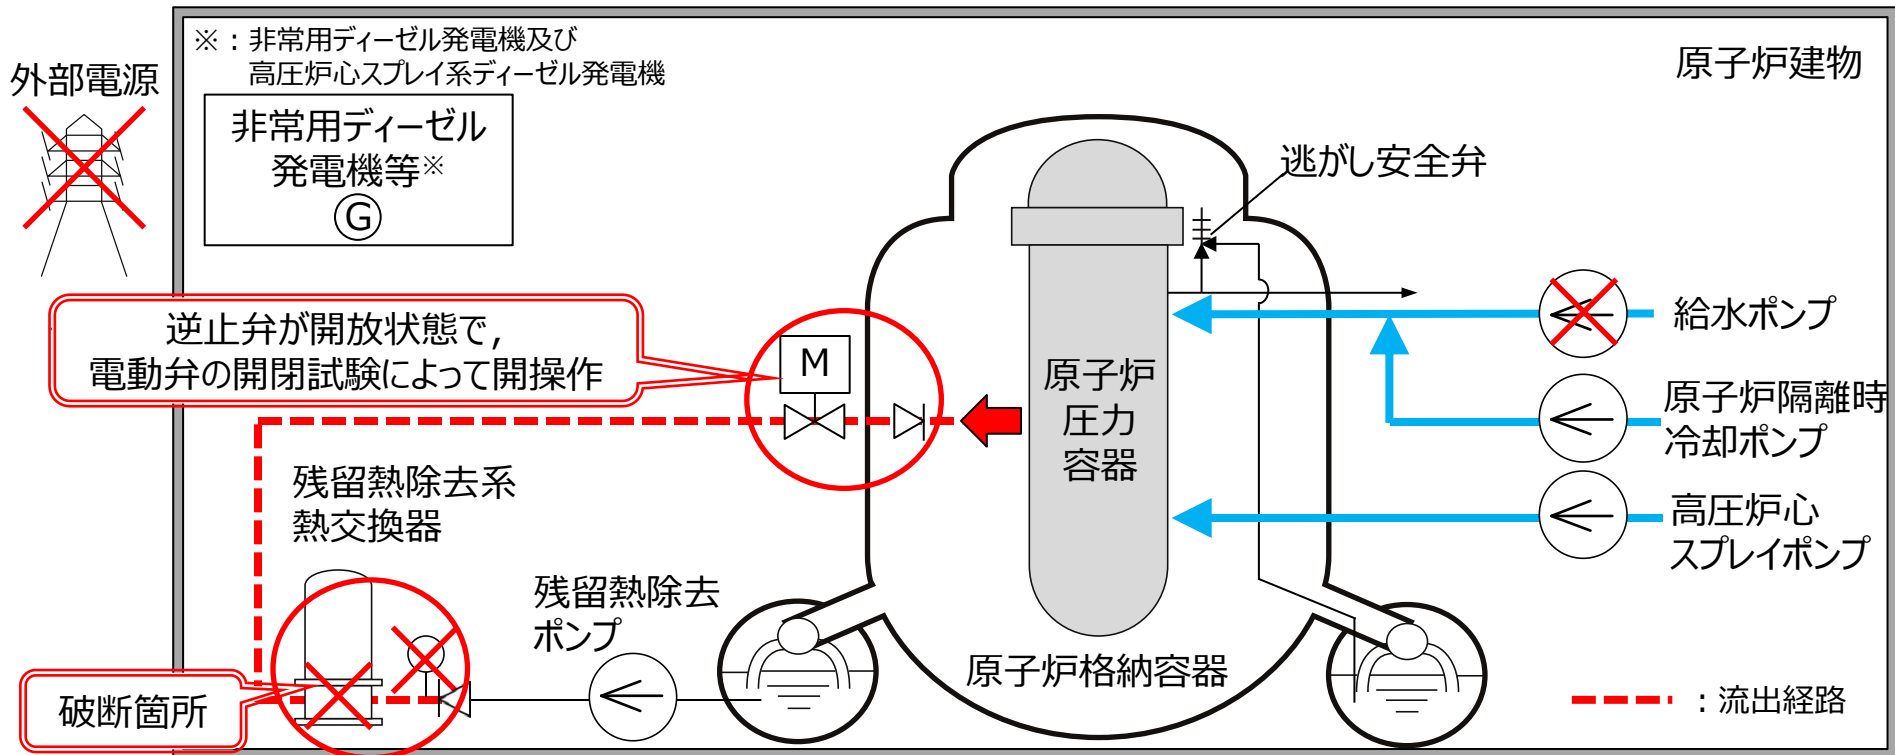 ※：非常用ディーゼル発電機及び
高圧炉心スプレイ系ディーゼル発電機
原子炉建物
外部電源
非常用ディーゼル
発電機等※
G
逃がし安全弁
逆止弁が開放状態で,
電動弁の開閉試験によって開操作
M
給水ポンプ
原子炉
圧力
容器
原子炉隔離時
冷却ポンプ
残留熱除去系
熱交換器
高圧炉心
スプレイポンプ
残留熱除去
ポンプ
原子炉格納容器
破断箇所
：流出経路